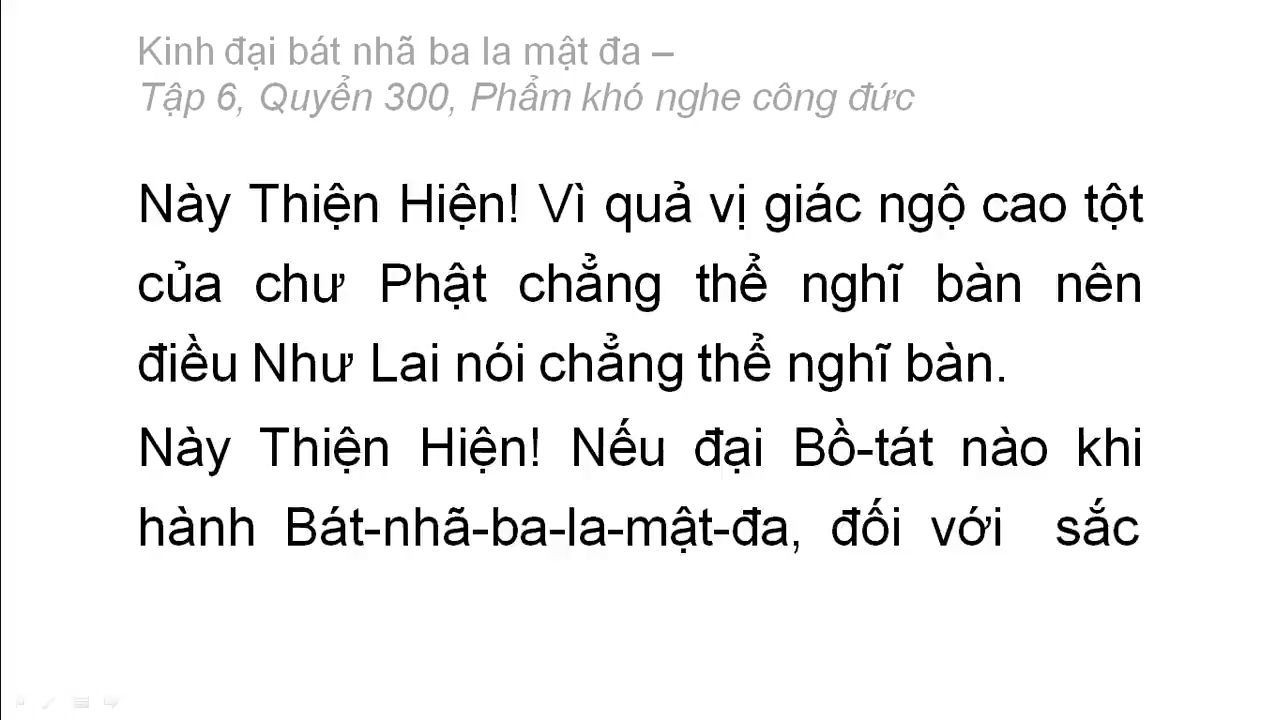 Kinh đại bát nhã ba la mật đa –
Tập 6, Quyển 300, Phẩm khó nghe công đức
Này Thiện Hiện! Vì quả vị giác ngộ cao tột
của chư Phật chẳng thể nghĩ bàn nên
điều Như Lai nói chẳng thể nghĩ bàn.
Này Thiện Hiện! Nếu đại Bồ-tát nào khi
hành Bát-nhã-ba-la-mật-đa, đối với sắc